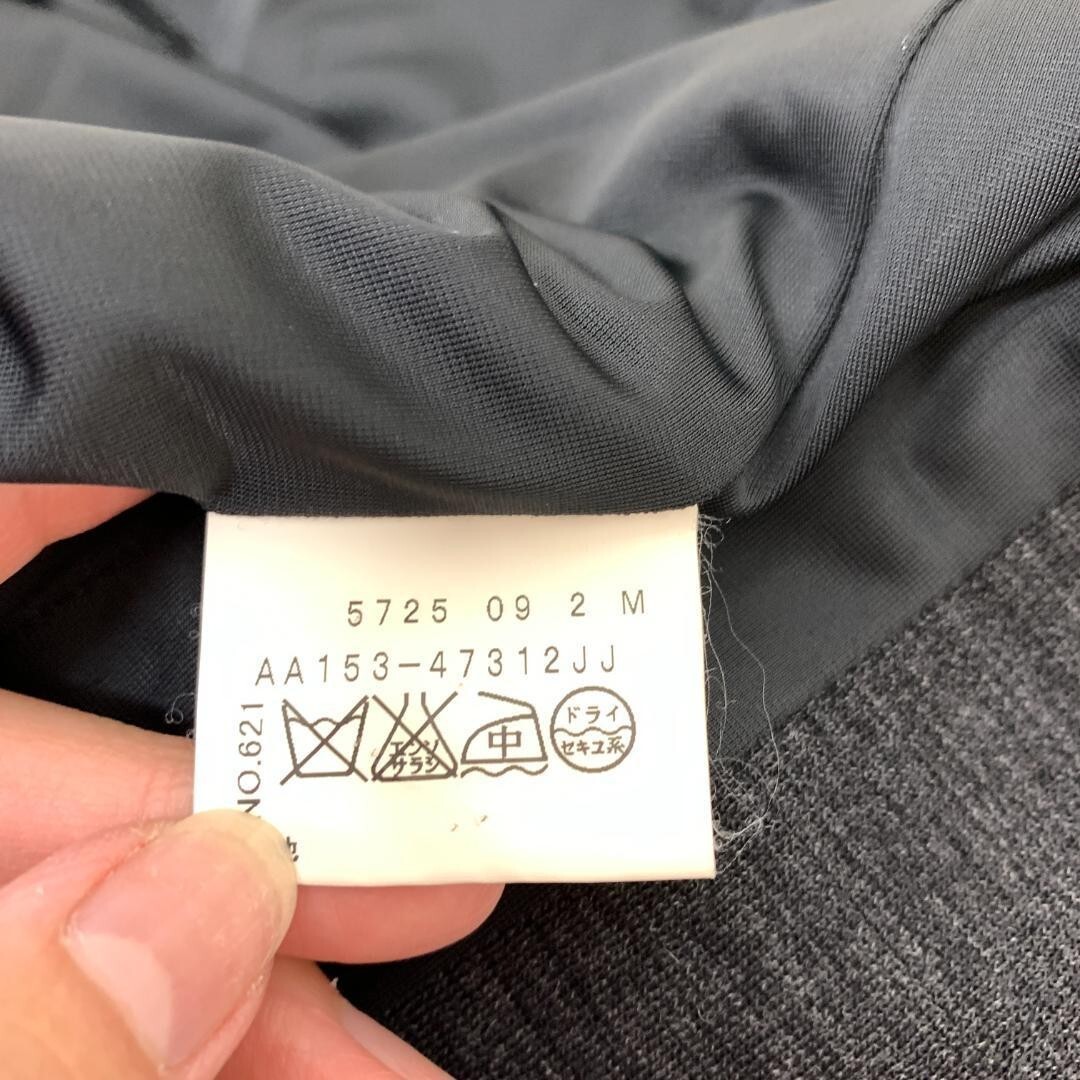 5725 09 2 M
AA153-47312JJ
エンソ
サラシ
中
ドライ
セキユ系
NO.621